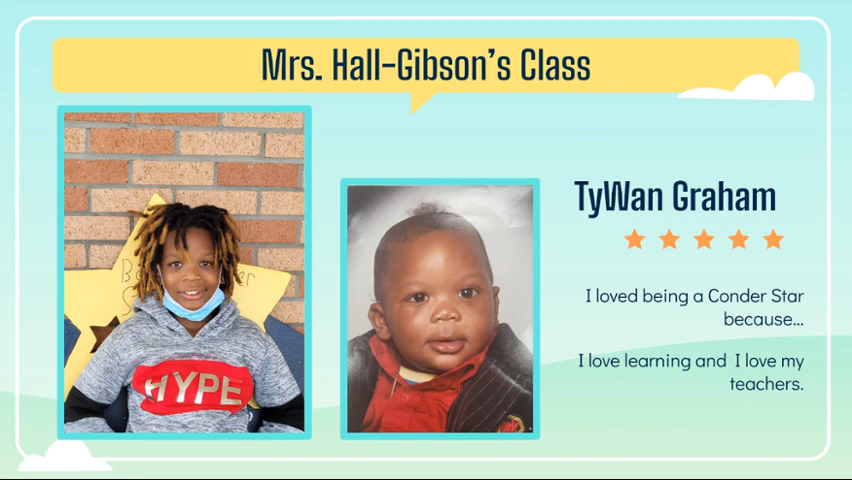 Mrs. Hall-Gibson's Class
TyWan Graham
I loved being a Conder Star
because...
I love learning and I love my
teachers.
HYPE